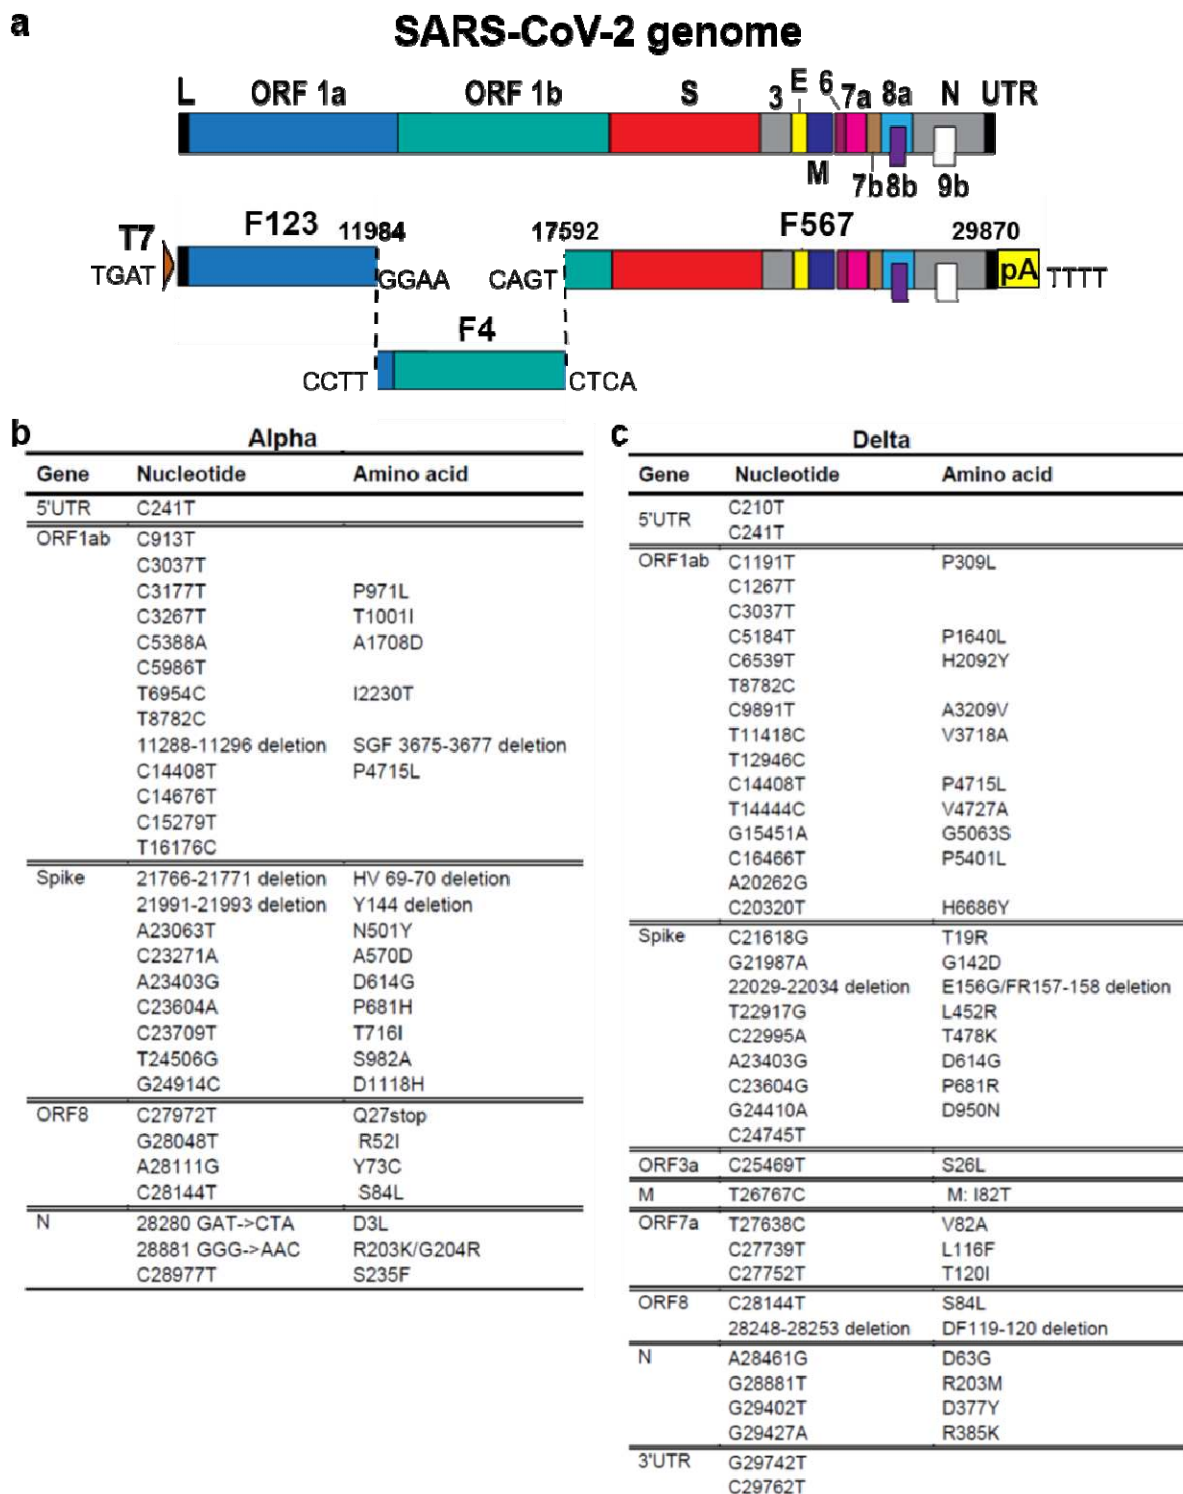 a
SARS-CoV-2 genome
L ORF 1a ORF 1b S 3 E 6 7a 8a N UTR
M 7b 8b 9b
T7 F123 11984 17592 F567 29870
TGAT GGAA CAGT pA TTTT
F4
CCTT CTCA
b
Alpha
Gene Nucleotide Amino acid
5'UTR C241T
ORF1ab C913T
C3037T
C3177T P971L
C3267T T1001I
C5388A A1708D
C5986T
T6954C I2230T
T8782C
11288-11296 deletion SGF 3675-3677 deletion
C14408T P4715L
C14676T
C15279T
T16176C
Spike 21766-21771 deletion HV 69-70 deletion
21991-21993 deletion Y144 deletion
A23063T N501Y
C23271A A570D
A23403G D614G
C23604A P681H
C23709T T716I
T24506G S982A
G24914C D1118H
ORF8 C27972T Q27stop
G28048T R52I
A28111G Y73C
C28144T S84L
N 28280 GAT->CTA D3L
28881 GGG->AAC R203K/G204R
C28977T S235F
c
Delta
Gene Nucleotide Amino acid
5'UTR C210T
C241T
ORF1ab C1191T P309L
C1267T
C3037T
C5184T P1640L
C6539T H2092Y
T8782C
C9891T A3209V
T11418C V3718A
T12946C
C14408T P4715L
T14444C V4727A
G15451A G5063S
C16466T P5401L
A20262G
C20320T H6686Y
Spike C21618G T19R
G21987A G142D
22029-22034 deletion E156G/FR157-158 deletion
T22917G L452R
C22995A T478K
A23403G D614G
C23604G P681R
G24410A D950N
C24745T
ORF3a C25469T S26L
M T26767C M: I82T
ORF7a T27638C V82A
C27739T L116F
C27752T T120I
ORF8 C28144T S84L
28248-28253 deletion DF119-120 deletion
N A28461G D63G
G28881T R203M
G29402T D377Y
G29427A R385K
3'UTR G29742T
C29762T